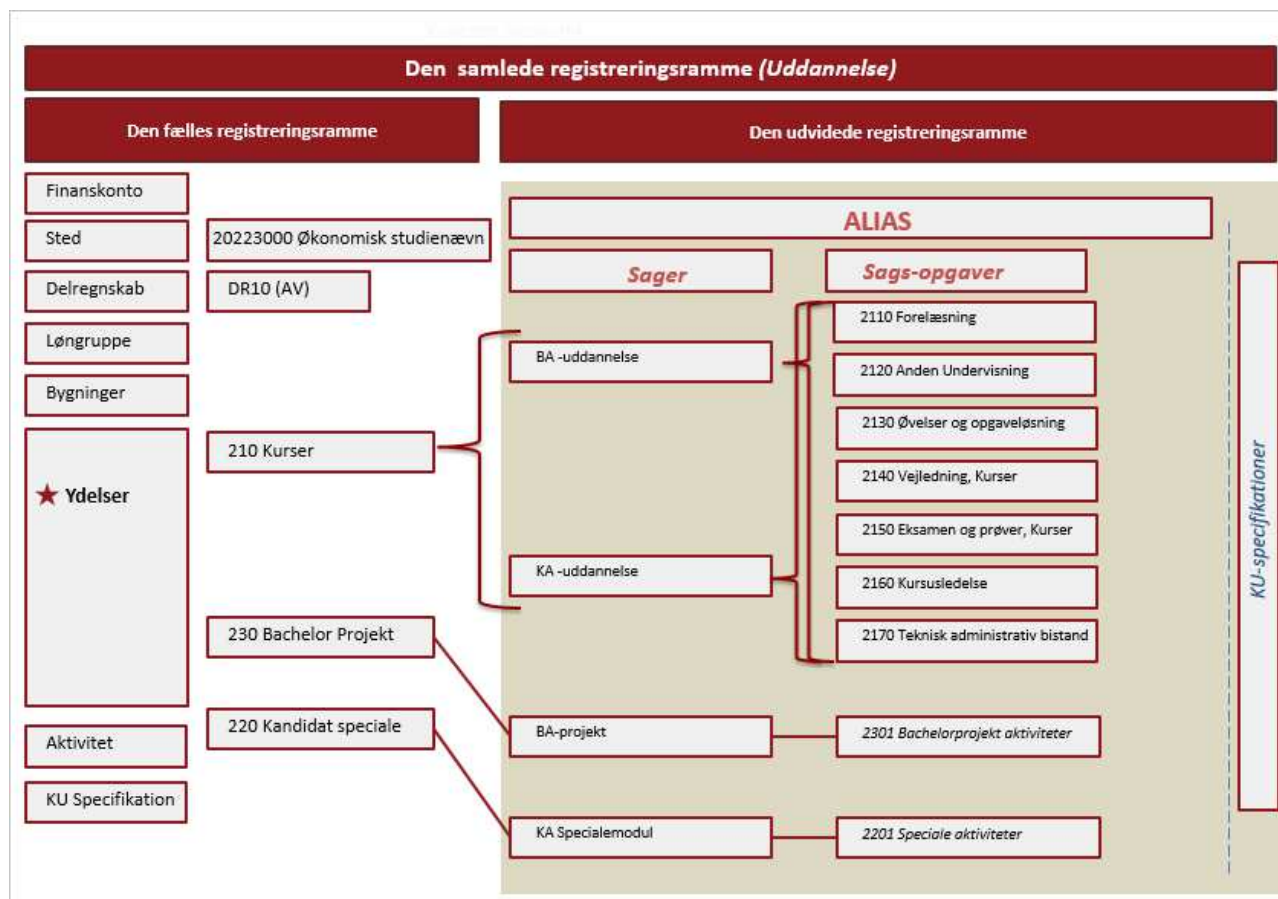 Den samlede registreringsramme (Uddannelse)
Den fælles registreringsramme
Den udvidede registreringsramme
Finanskonto
Sted
20223000 Økonomisk studienævn
Delregnskab
DR10 (AV)
Løngruppe
Bygninger
Ydelser
210 Kurser
230 Bachelor Projekt
220 Kandidat speciale
Aktivitet
KU Specifikation
ALIAS
Sager
Sags-opgaver
BA -uddannelse
KA -uddannelse
BA-projekt
KA Specialemodul
2110 Forelæsning
2120 Anden Undervisning
2130 Øvelser og opgaveløsning
2140 Vejledning, Kurser
2150 Eksamen og prøver, Kurser
2160 Kursusledelse
2170 Teknisk administrativ bistand
2301 Bachelorprojekt aktiviteter
2201 Speciale aktiviteter
KU-specifikationer